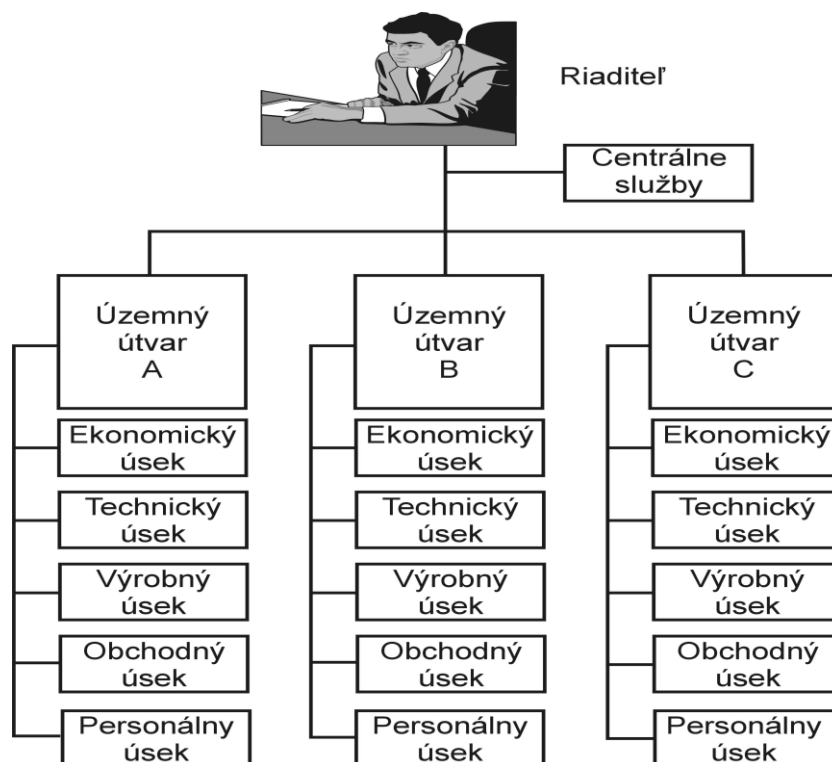 Riaditeľ
Centrálne
služby
Územný
útvar
A
Ekonomický
úsek
Technický
úsek
Výrobný
úsek
Obchodný
úsek
Personálny
úsek
Územný
útvar
B
Ekonomický
úsek
Technický
úsek
Výrobný
úsek
Obchodný
úsek
Personálny
úsek
Územný
útvar
C
Ekonomický
úsek
Technický
úsek
Výrobný
úsek
Obchodný
úsek
Personálny
úsek